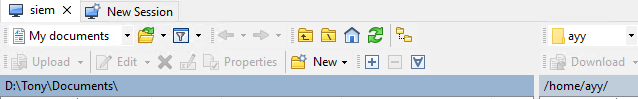 siem X New Session
My documents ayy
Upload Edit Properties New Download
D:\Tony\Documents\ /home/ayy/